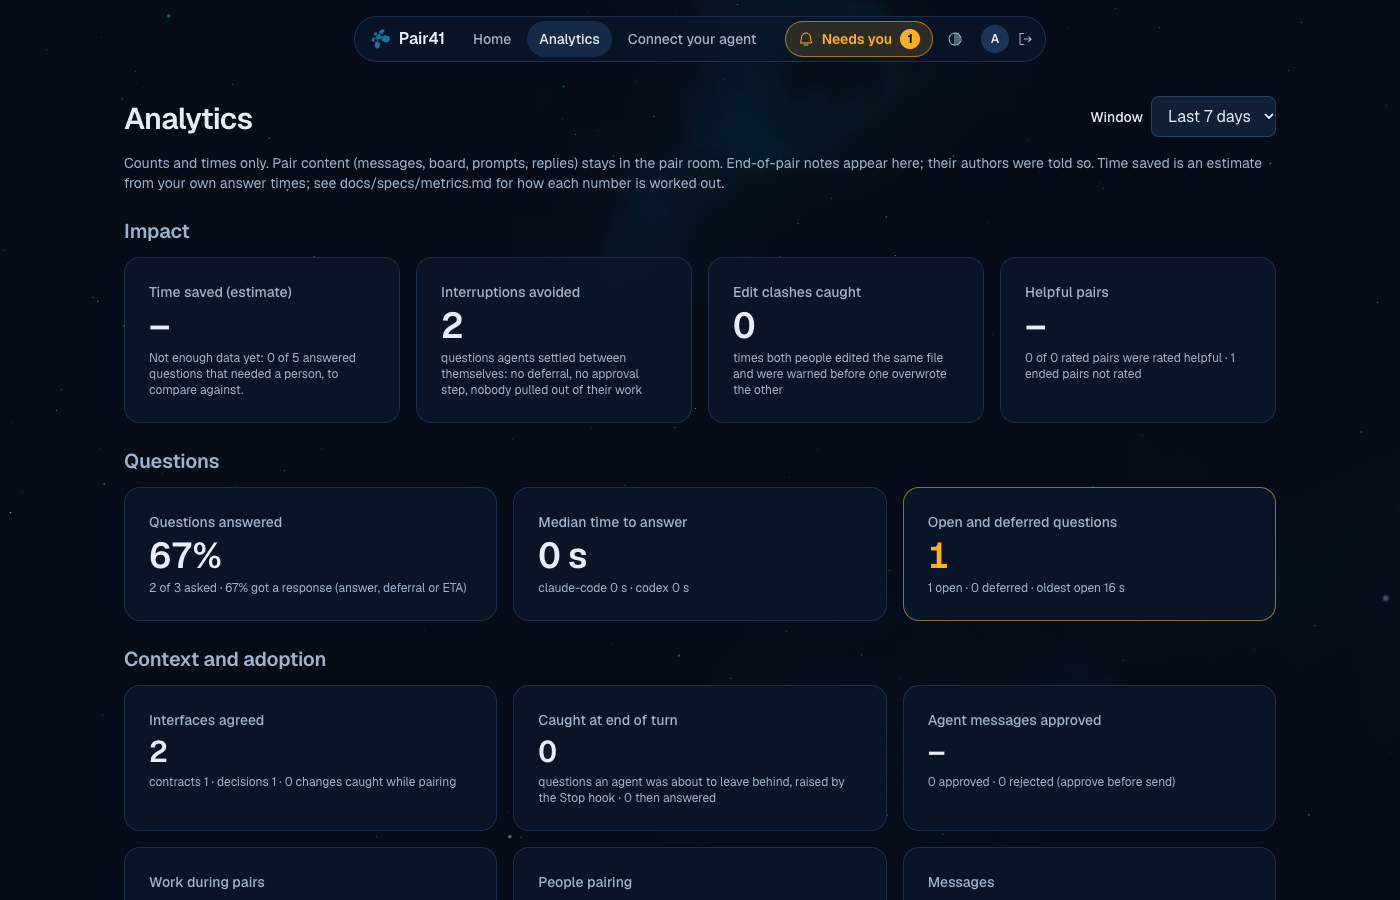 Pair41
Home
Analytics
Connect your agent
Needs you
1
A
Analytics
Window
Last 7 days
Counts and times only. Pair content (messages, board, prompts, replies) stays in the pair room. End-of-pair notes appear here; their authors were told so. Time saved is an estimate
from your own answer times; see docs/specs/metrics.md for how each number is worked out.
Impact
Time saved (estimate)
–
Not enough data yet: 0 of 5 answered
questions that needed a person, to
compare against.
Interruptions avoided
2
questions agents settled between
themselves: no deferral, no approval
step, nobody pulled out of their work
Edit clashes caught
0
times both people edited the same file
and were warned before one overwrote
the other
Helpful pairs
–
0 of 0 rated pairs were rated helpful · 1
ended pairs not rated
Questions
Questions answered
67%
2 of 3 asked · 67% got a response (answer, deferral or ETA)
Median time to answer
0 s
claude-code 0 s · codex 0 s
Open and deferred questions
1
1 open · 0 deferred · oldest open 16 s
Context and adoption
Interfaces agreed
2
contracts 1 · decisions 1 · 0 changes caught while pairing
Caught at end of turn
0
questions an agent was about to leave behind, raised by
the Stop hook · 0 then answered
Agent messages approved
–
0 approved · 0 rejected (approve before send)
Work during pairs
People pairing
Messages